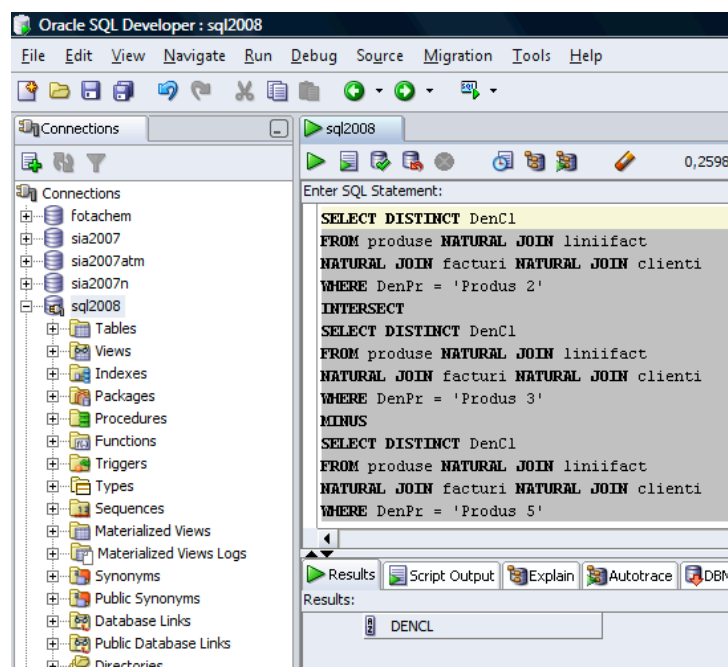 Oracle SQL Developer : sql2008
File Edit View Navigate Run Debug Source Migration Tools Help
Connections
sql2008
0,2598
Enter SQL Statement:
Connections
fotachem
sia2007
sia2007atm
sia2007n
sql2008
Tables
Views
Indexes
Packages
Procedures
Functions
Triggers
Types
Sequences
Materialized Views
Materialized Views Logs
Synonyms
Public Synonyms
Database Links
Public Database Links
Directories
SELECT DISTINCT DenCl
FROM produse NATURAL JOIN liniifact
NATURAL JOIN facturi NATURAL JOIN clienti
WHERE DenPr = 'Produs 2'
INTERSECT
SELECT DISTINCT DenCl
FROM produse NATURAL JOIN liniifact
NATURAL JOIN facturi NATURAL JOIN clienti
WHERE DenPr = 'Produs 3'
MINUS
SELECT DISTINCT DenCl
FROM produse NATURAL JOIN liniifact
NATURAL JOIN facturi NATURAL JOIN clienti
WHERE DenPr = 'Produs 5'
Results Script Output Explain Autotrace DBM
Results:
DENCL